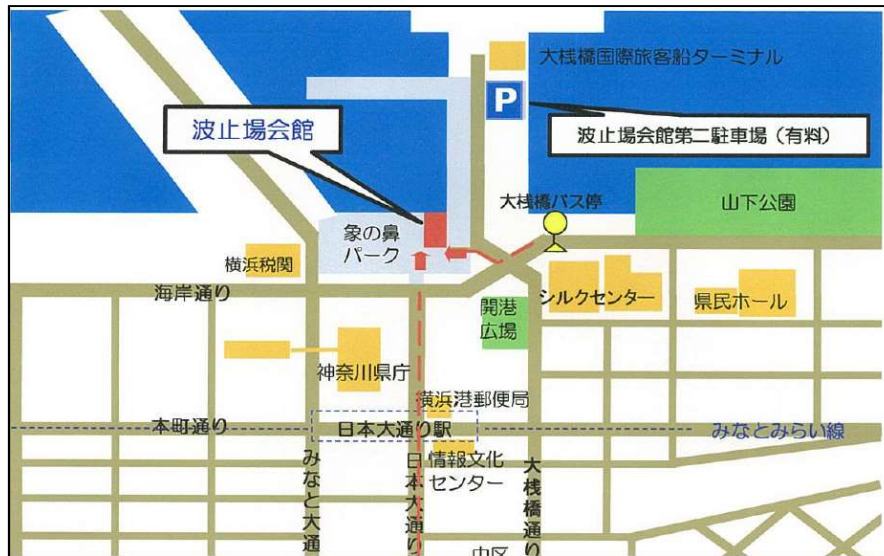 大桟橋国際旅客船ターミナル
P
波止場会館
波止場会館第二駐車場(有料)
大桟橋バス停
山下公園
象の鼻
パーク
横浜税関
海岸通り
シルクセンター
県民ホール
開港
広場
神奈川県庁
横浜港郵便局
本町通り
日本大通り駅
みなとみらい線
情報文化
センター
みなと大通
日本大通り
大桟橋通り